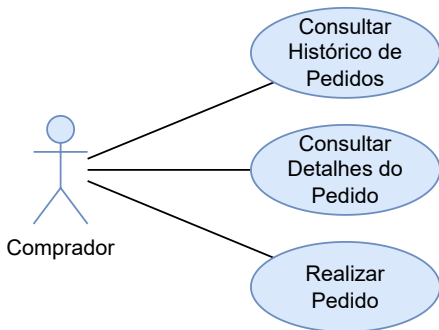 Consultar
Histórico de
Pedidos
Consultar
Detalhes do
Pedido
Comprador
Realizar
Pedido